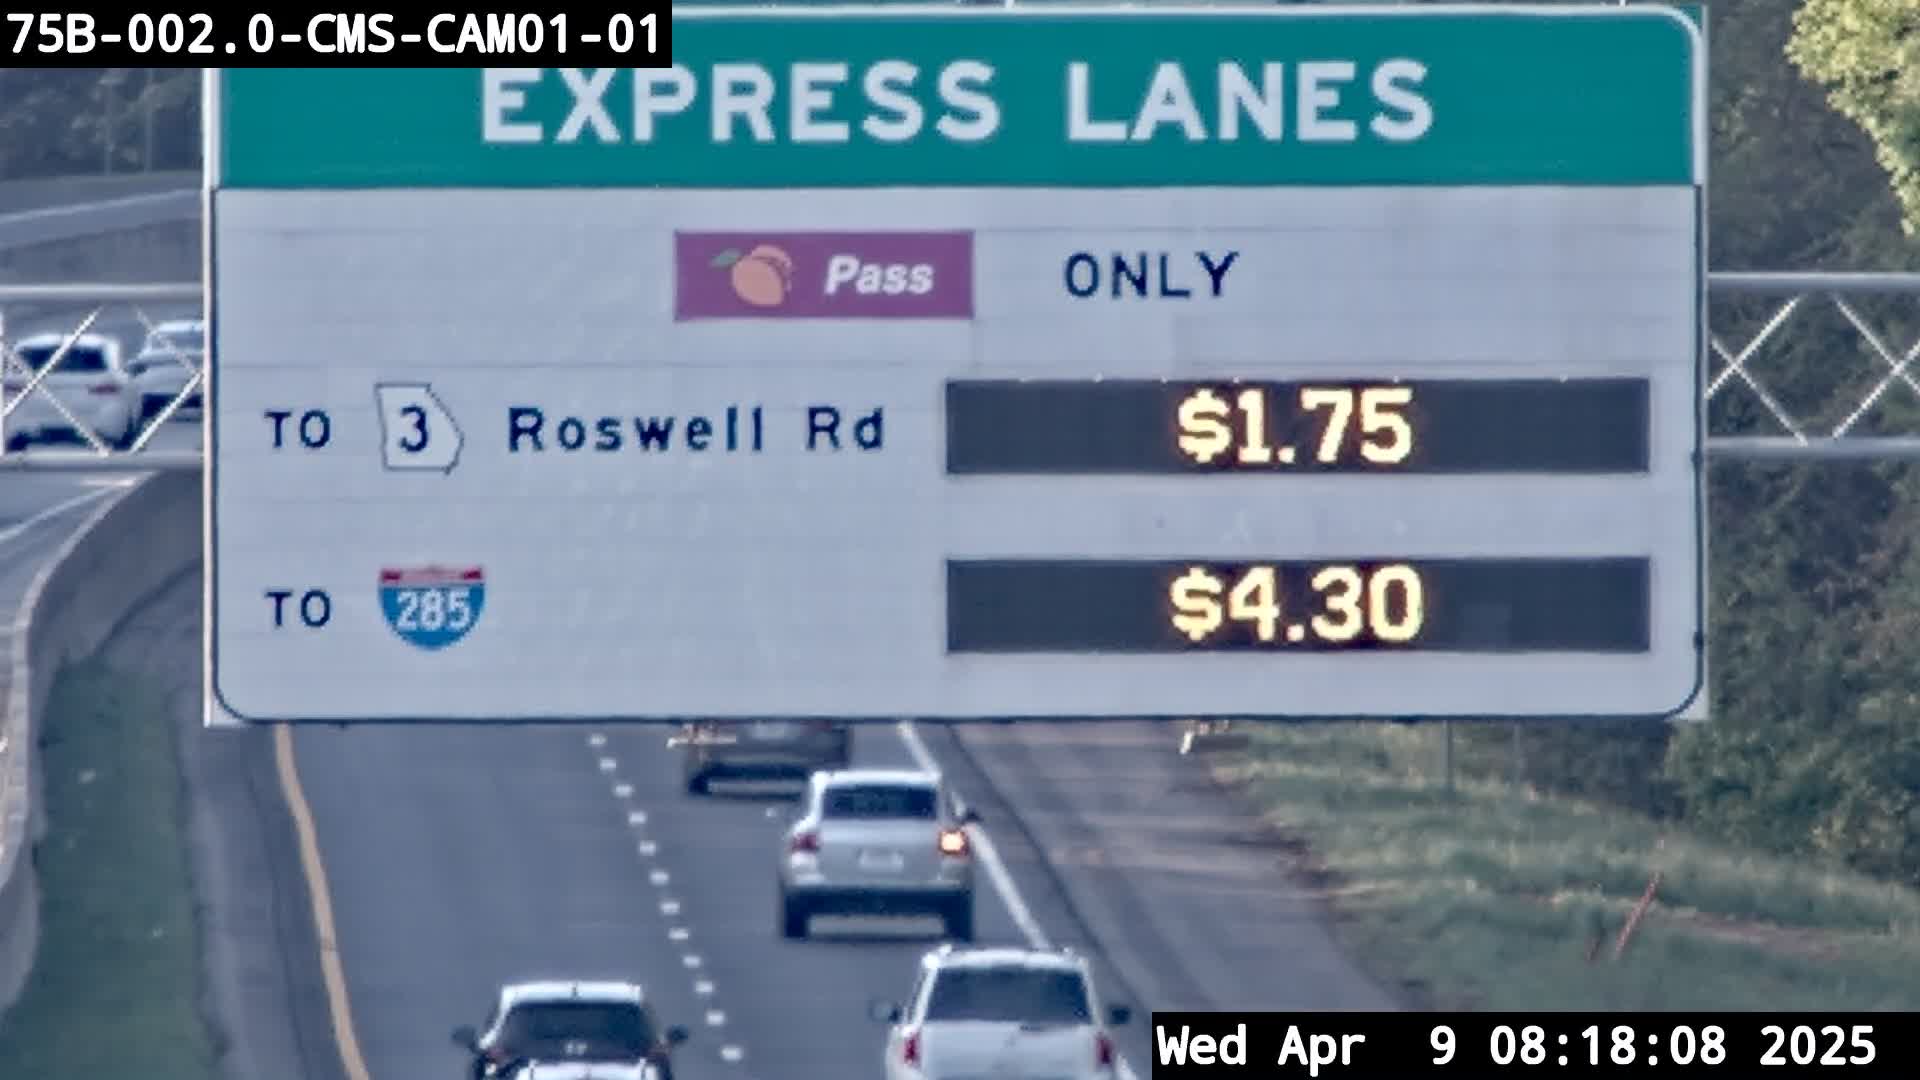 75B-002.0-CMS-CAM01-01
EXPRESS LANES
Pass ONLY
TO 3 Roswell Rd $1.75
TO 285 $4.30
Wed Apr 9 08:18:08 2025